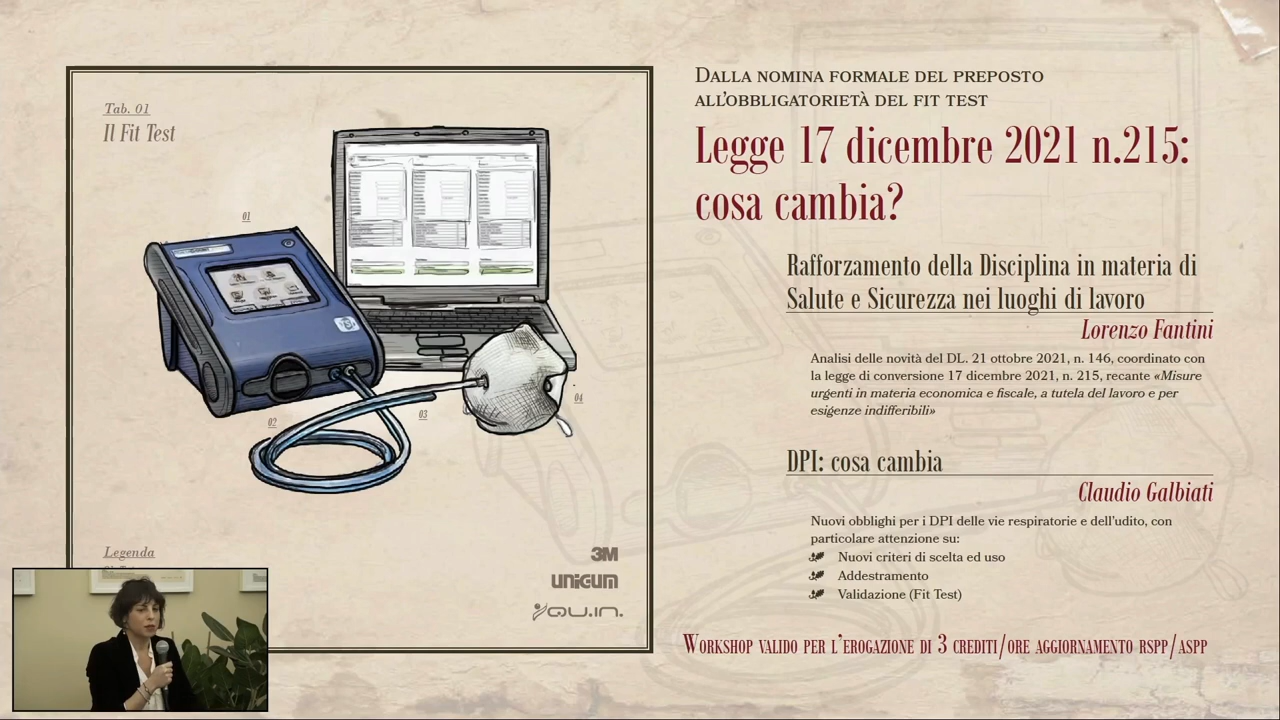 Tab. 01
Il Fit Test
01
02
03
04
Legenda
3M
unicum
QU.IN.
DALLA NOMINA FORMALE DEL PREPOSTO
ALL'OBBLIGATORIETÀ DEL FIT TEST
Legge 17 dicembre 2021 n.215:
cosa cambia?
Rafforzamento della Disciplina in materia di
Salute e Sicurezza nei luoghi di lavoro
Lorenzo Fantini
Analisi delle novità del DL. 21 ottobre 2021, n. 146, coordinato con
la legge di conversione 17 dicembre 2021, n. 215, recante «Misure
urgenti in materia economica e fiscale, a tutela del lavoro e per
esigenze indifferibili»
DPI: cosa cambia
Claudio Galbiati
Nuovi obblighi per i DPI delle vie respiratorie e dell'udito, con
particolare attenzione su:
Nuovi criteri di scelta ed uso
Addestramento
Validazione (Fit Test)
WORKSHOP VALIDO PER L'EROGAZIONE DI 3 CREDITI/ORE AGGIORNAMENTO RSPP/ASPP